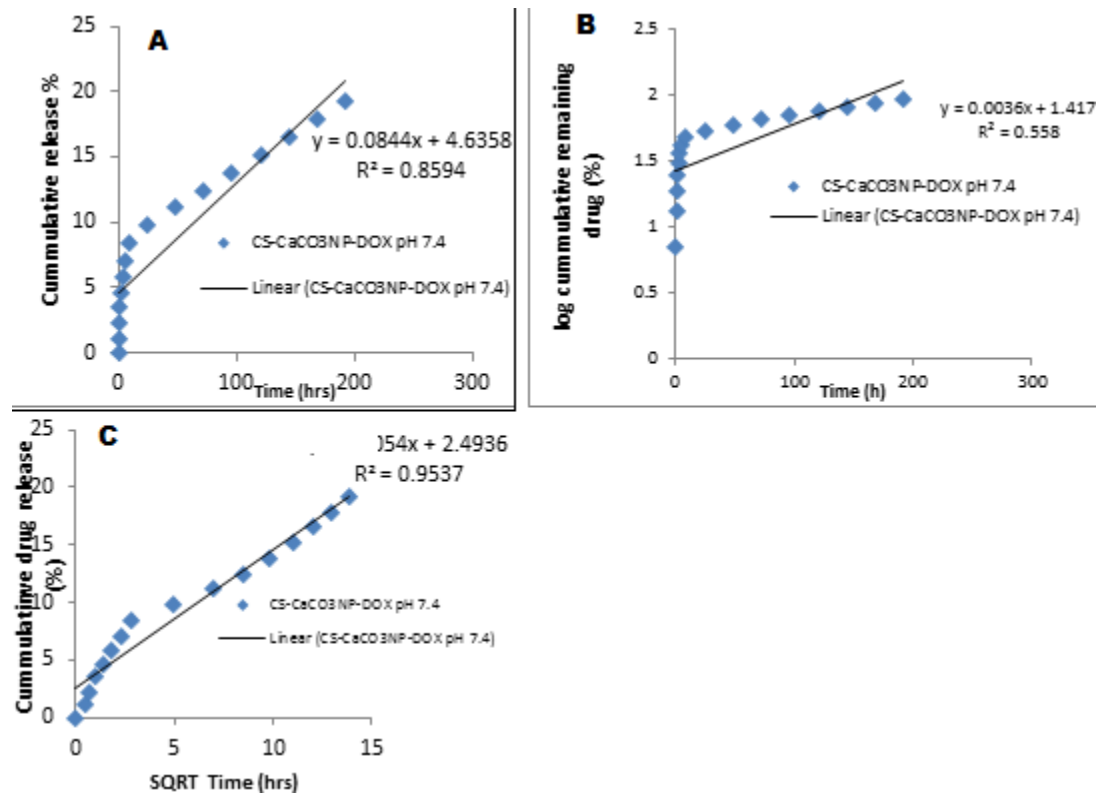 A
Cummulative release %
25
20
15
10
5
0
0
100
200
300
Time (hrs)
y = 0.0844x + 4.6358
R² = 0.8594
CS-CaCO3NP-DOX pH 7.4
Linear (CS-CaCO3NP-DOX pH 7.4)
B
log cummulative remaining
drug (%)
2.5
2
1.5
1
0.5
0
0
100
200
300
Time (h)
y = 0.0036x + 1.417
R² = 0.558
CS-CaCO3NP-DOX pH 7.4
Linear (CS-CaCO3NP-DOX pH 7.4)
C
Cummulatinve drug release
(%)
25
20
15
10
5
0
0
5
10
15
SQRT Time (hrs)
054x + 2.4936
R² = 0.9537
CS-CaCO3NP-DOX pH 7.4
Linear (CS-CaCO3NP-DOX pH 7.4)